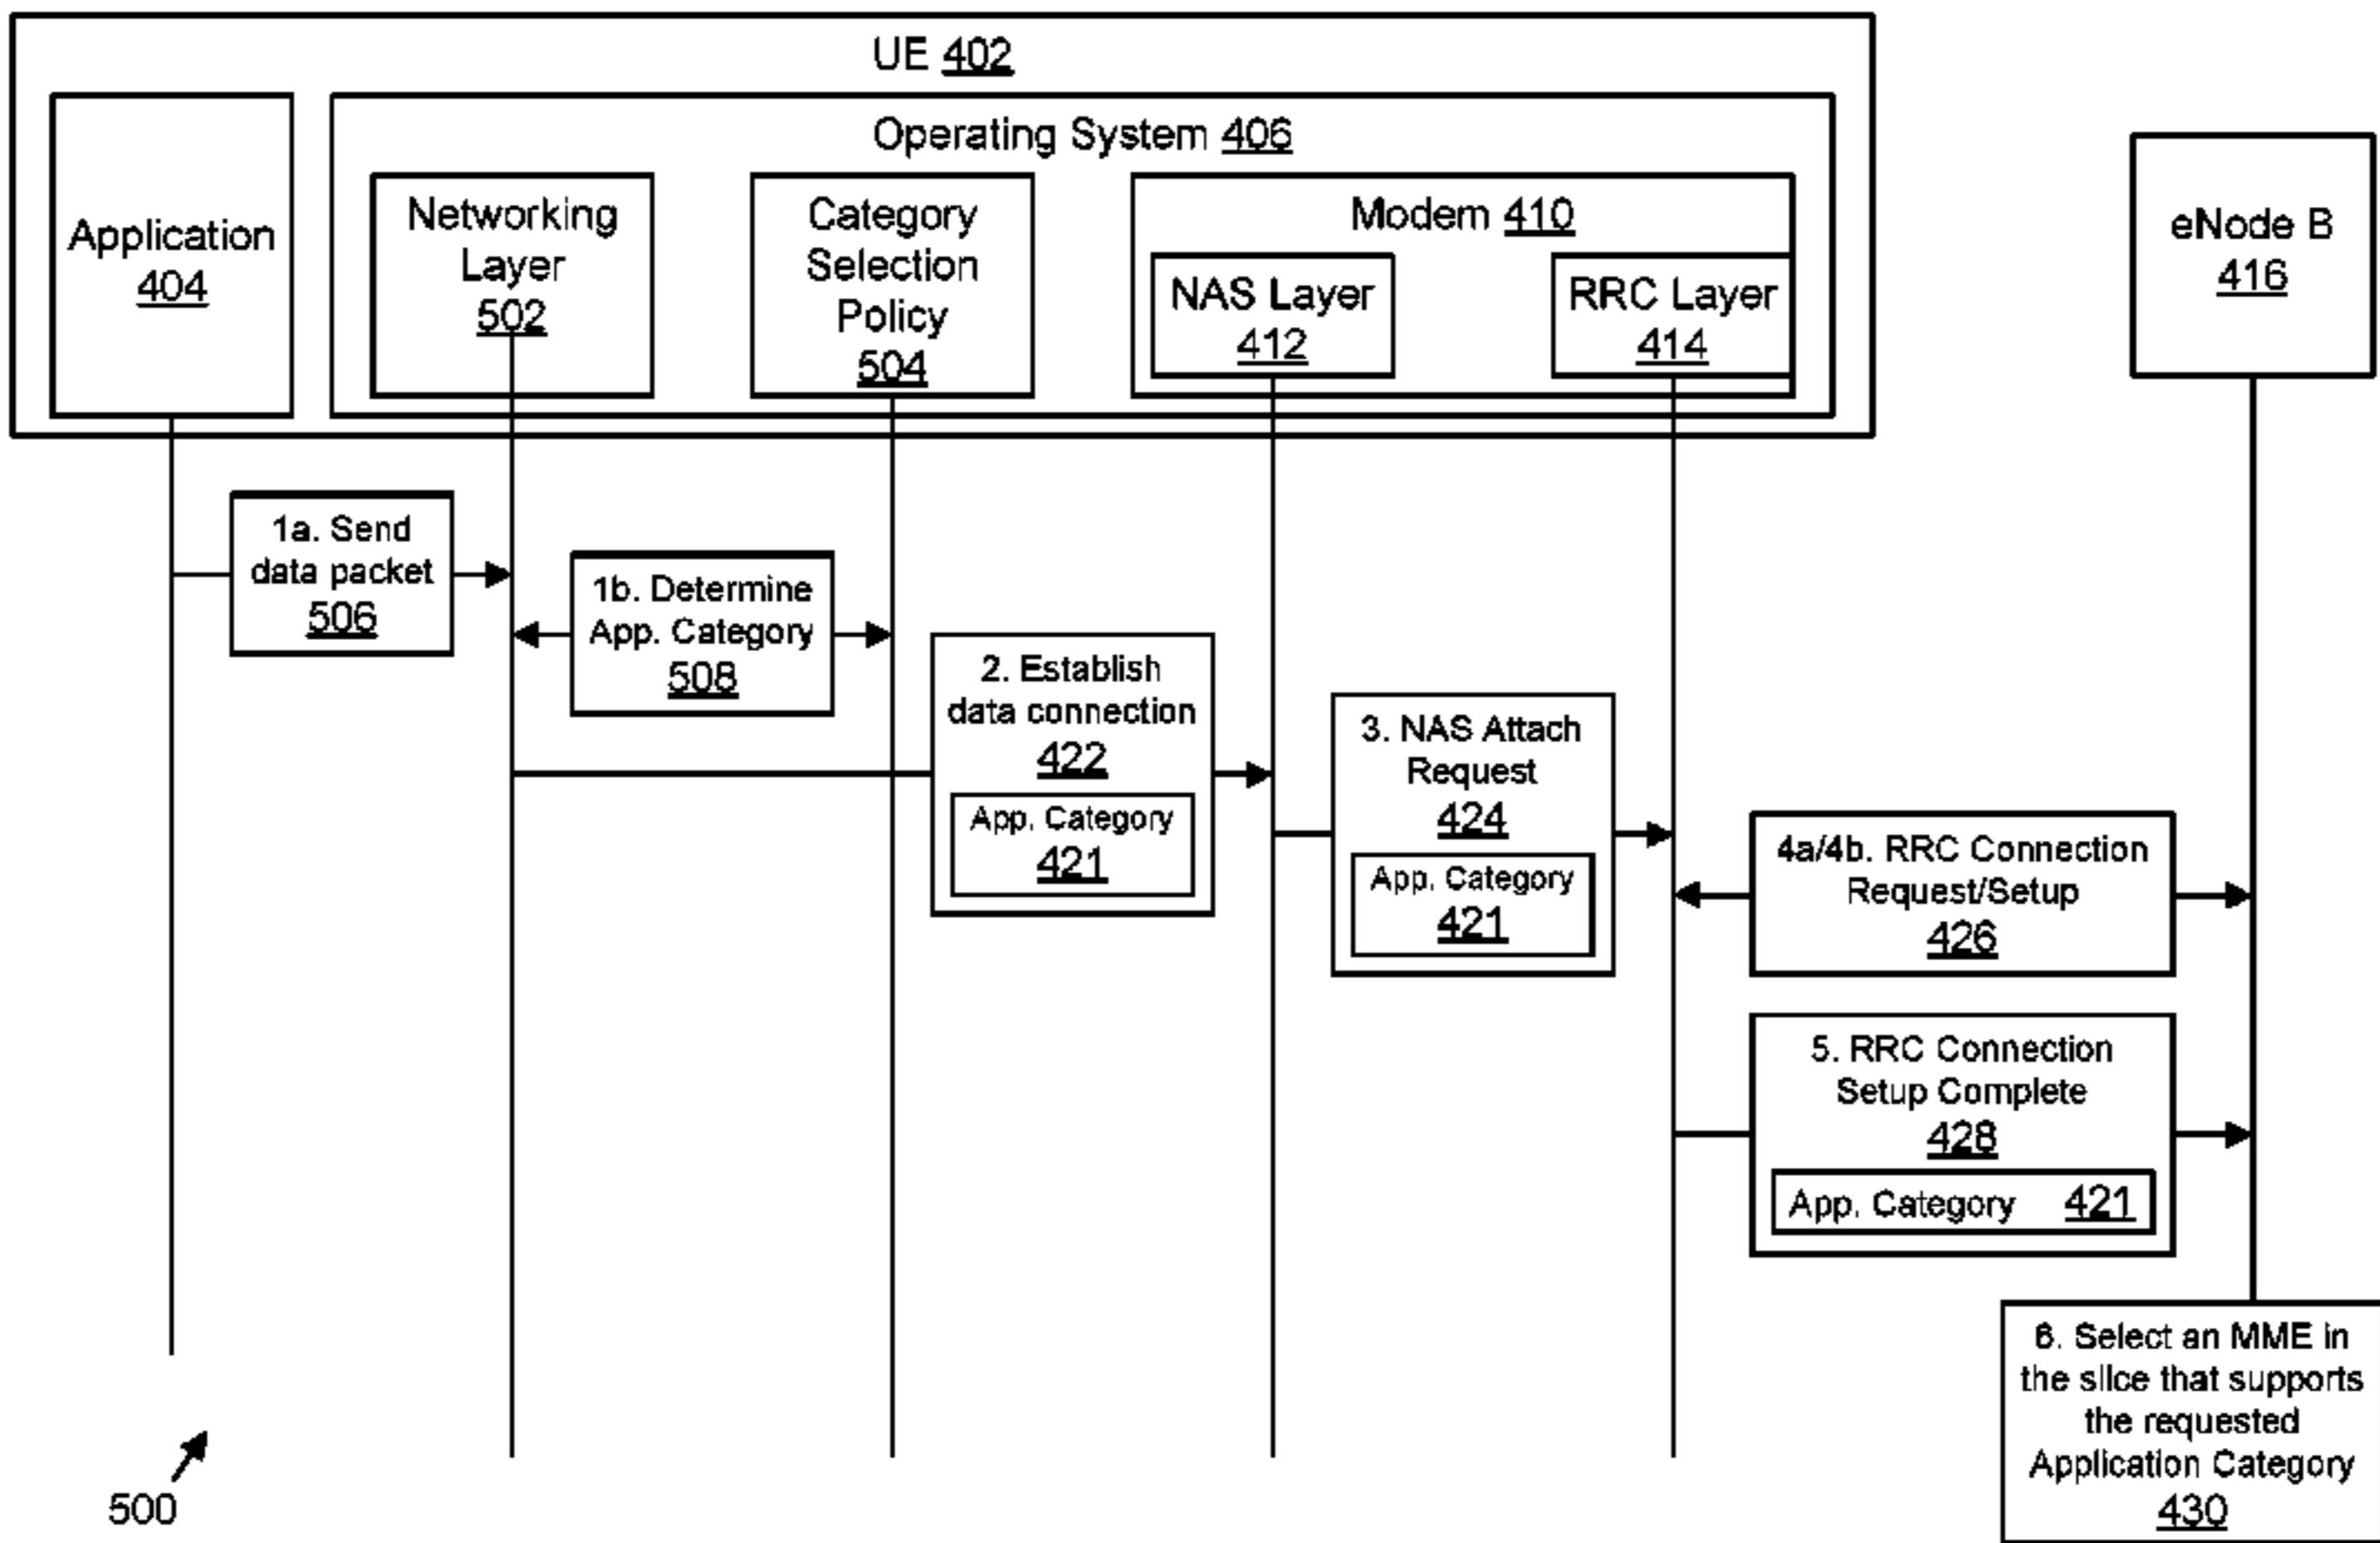 UE 402
Operating System 406
Application
404
Networking
Layer
502
Category
Selection
Policy
504
Modem 410
NAS Layer
412
RRC Layer
414
eNode B
416
1a. Send
data packet
506
1b. Determine
App. Category
508
2. Establish
data connection
422
App. Category
421
3. NAS Attach
Request
424
App. Category
421
4a/4b. RRC Connection
Request/Setup
426
5. RRC Connection
Setup Complete
428
App. Category 421
6. Select an MME in
the slice that supports
the requested
Application Category
430
500